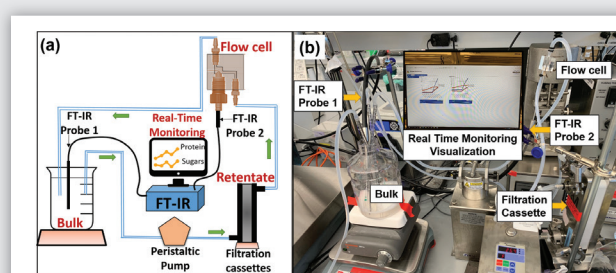 (a)
Flow cell
FT-IR
Probe 1
Real-Time
Monitoring
Protein
Sugars
FT-IR
Probe 2
Retentate
FT-IR
Bulk
Peristaltic
Pump
Filtration
cassettes
(b)
Flow cell
FT-IR
Probe 1
FT-IR
Probe 2
Real Time Monitoring
Visualization
Bulk
Filtration
Cassette